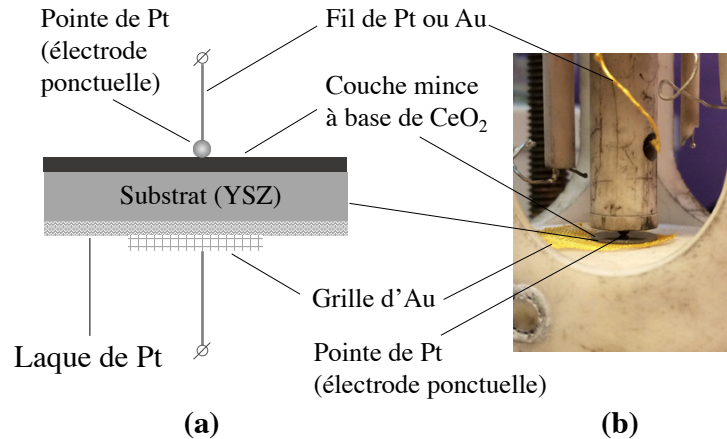 Pointe de Pt
(électrode
ponctuelle)
Fil de Pt ou Au
Couche mince
à base de CeO2
Substrat (YSZ)
Grille d'Au
Laque de Pt
Pointe de Pt
(électrode ponctuelle)
(a)
(b)